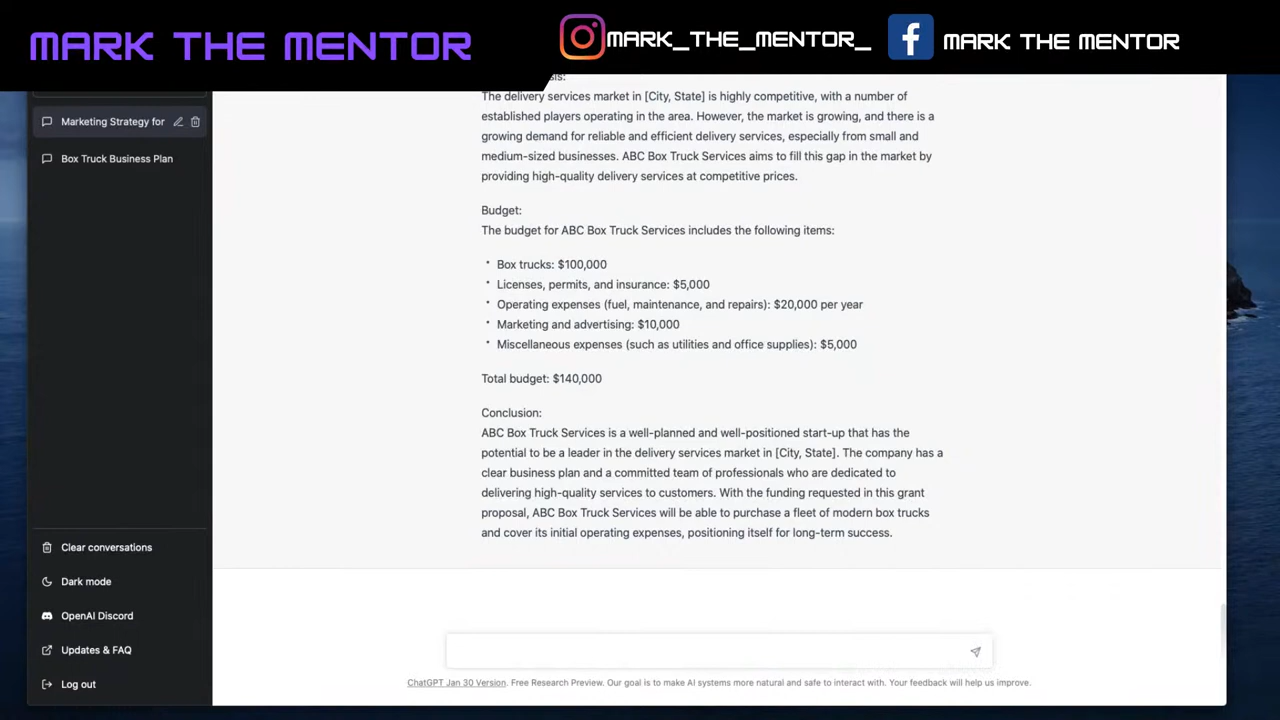 MARK THE MENTOR
MARK_THE_MENTOR_
MARK THE MENTOR
The delivery services market in [City, State] is highly competitive, with a number of
established players operating in the area. However, the market is growing, and there is a
growing demand for reliable and efficient delivery services, especially from small and
medium-sized businesses. ABC Box Truck Services aims to fill this gap in the market by
providing high-quality delivery services at competitive prices.
Budget:
The budget for ABC Box Truck Services includes the following items:
• Box trucks: $100,000
• Licenses, permits, and insurance: $5,000
• Operating expenses (fuel, maintenance, and repairs): $20,000 per year
• Marketing and advertising: $10,000
• Miscellaneous expenses (such as utilities and office supplies): $5,000
Total budget: $140,000
Conclusion:
ABC Box Truck Services is a well-planned and well-positioned start-up that has the
potential to be a leader in the delivery services market in [City, State]. The company has a
clear business plan and a committed team of professionals who are dedicated to
delivering high-quality services to customers. With the funding requested in this grant
proposal, ABC Box Truck Services will be able to purchase a fleet of modern box trucks
and cover its initial operating expenses, positioning itself for long-term success.
Marketing Strategy for
Box Truck Business Plan
Clear conversations
Dark mode
OpenAI Discord
Updates & FAQ
Log out
ChatGPT Jan 30 Version. Free Research Preview. Our goal is to make AI systems more natural and safe to interact with. Your feedback will help us improve.